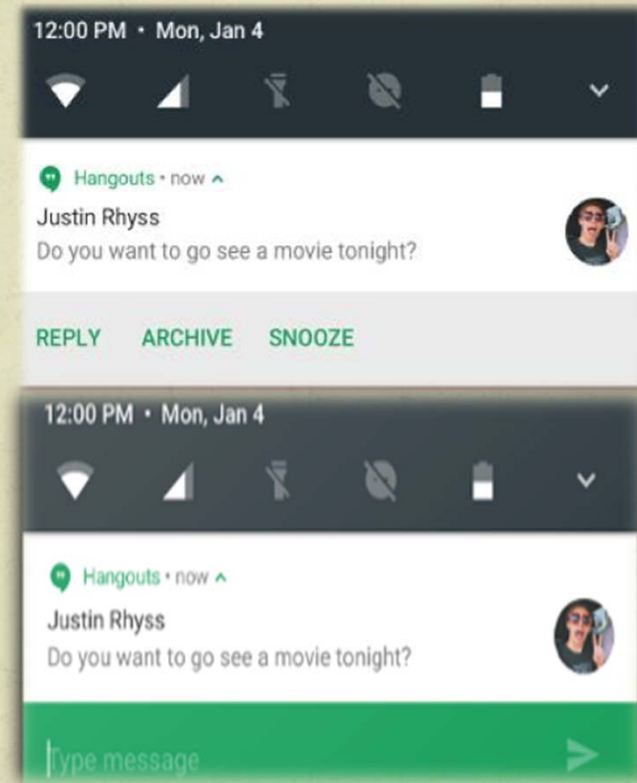 12:00 PM • Mon, Jan 4
Hangouts • now
Justin Rhyss
Do you want to go see a movie tonight?
REPLY ARCHIVE SNOOZE
12:00 PM • Mon, Jan 4
Hangouts • now
Justin Rhyss
Do you want to go see a movie tonight?
Type message